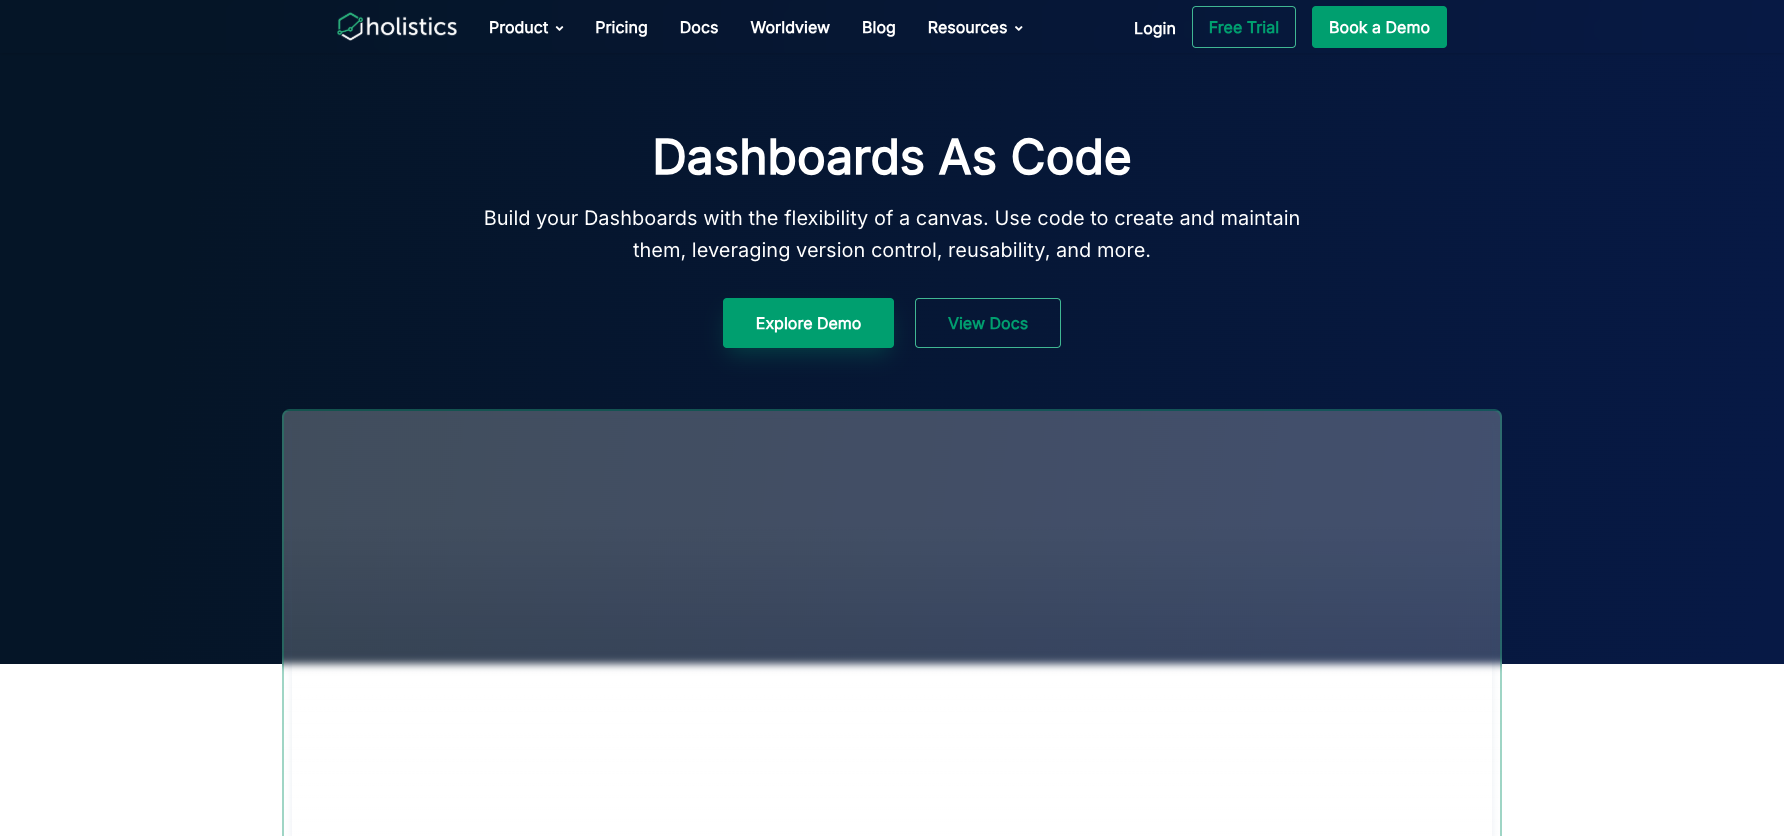 holistics
Product
Pricing
Docs
Worldview
Blog
Resources
Login
Free Trial
Book a Demo
Dashboards As Code
Build your Dashboards with the flexibility of a canvas. Use code to create and maintain
them, leveraging version control, reusability, and more.
Explore Demo
View Docs